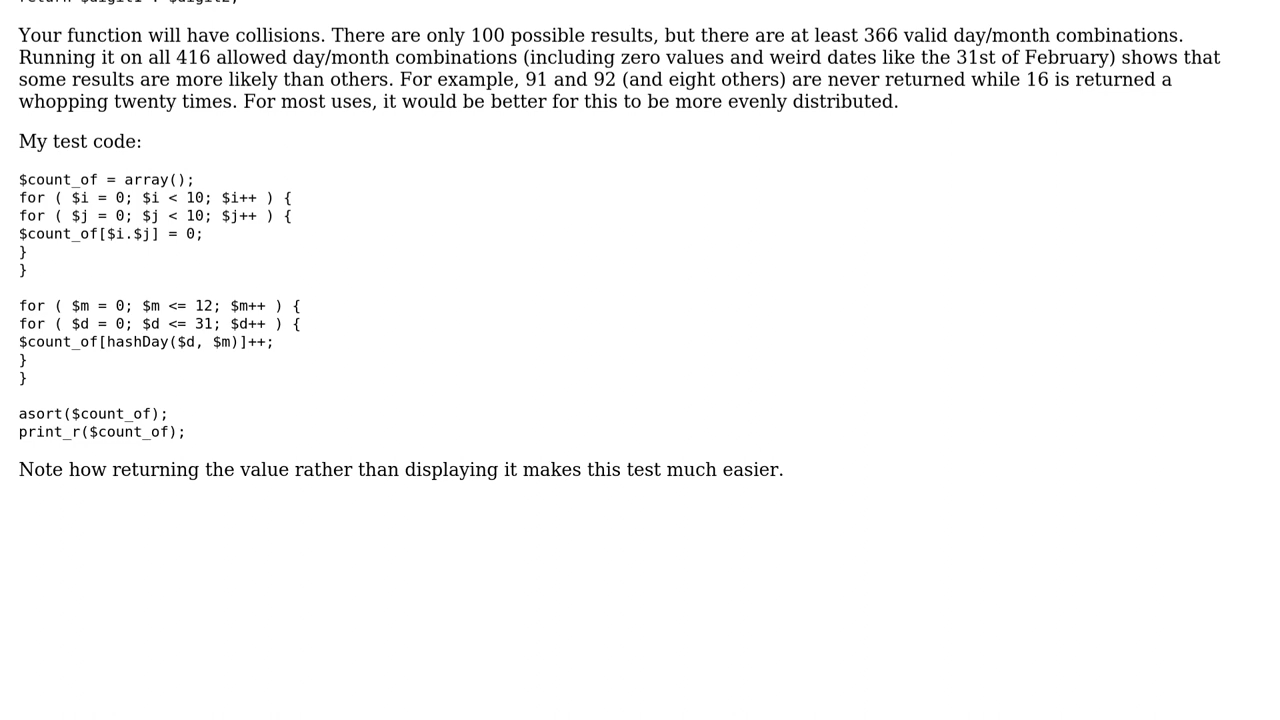 return $digit1 . $digit2;
Your function will have collisions. There are only 100 possible results, but there are at least 366 valid day/month combinations.
Running it on all 416 allowed day/month combinations (including zero values and weird dates like the 31st of February) shows that
some results are more likely than others. For example, 91 and 92 (and eight others) are never returned while 16 is returned a
whopping twenty times. For most uses, it would be better for this to be more evenly distributed.
My test code:
$count_of = array();
for ( $i = 0; $i < 10; $i++ ) {
for ( $j = 0; $j < 10; $j++ ) {
$count_of[$i.$j] = 0;
}
}
for ( $m = 0; $m <= 12; $m++ ) {
for ( $d = 0; $d <= 31; $d++ ) {
$count_of[hashDay($d, $m)]++;
}
}
asort($count_of);
print_r($count_of);
Note how returning the value rather than displaying it makes this test much easier.